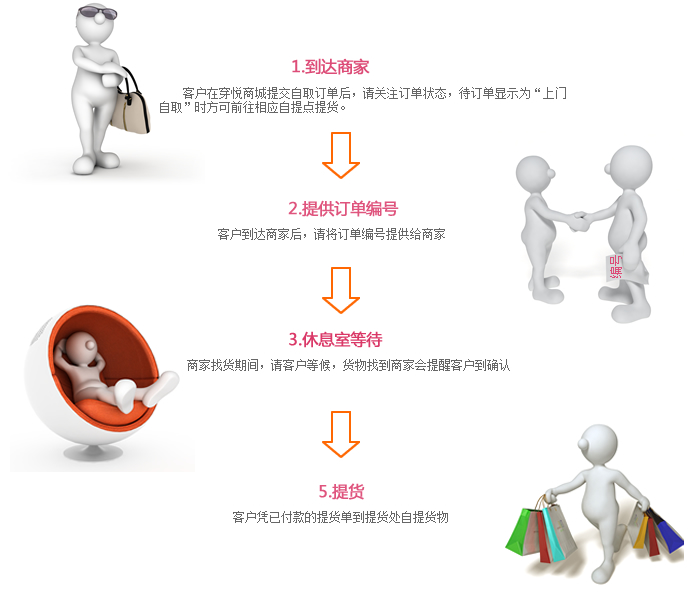 1.到达商家
客户在穿悦商城提交自取订单后，请关注订单状态，待订单显示为“上门
自取”时方可前往相应自提点提货。
2.提供订单编号
客户到达商家后，请将订单编号提供给商家
编号
3.休息室等待
商家找货期间，请客户等候，货物找到商家会提醒客户到确认
5.提货
客户凭已付款的提货单到提货处自提货物